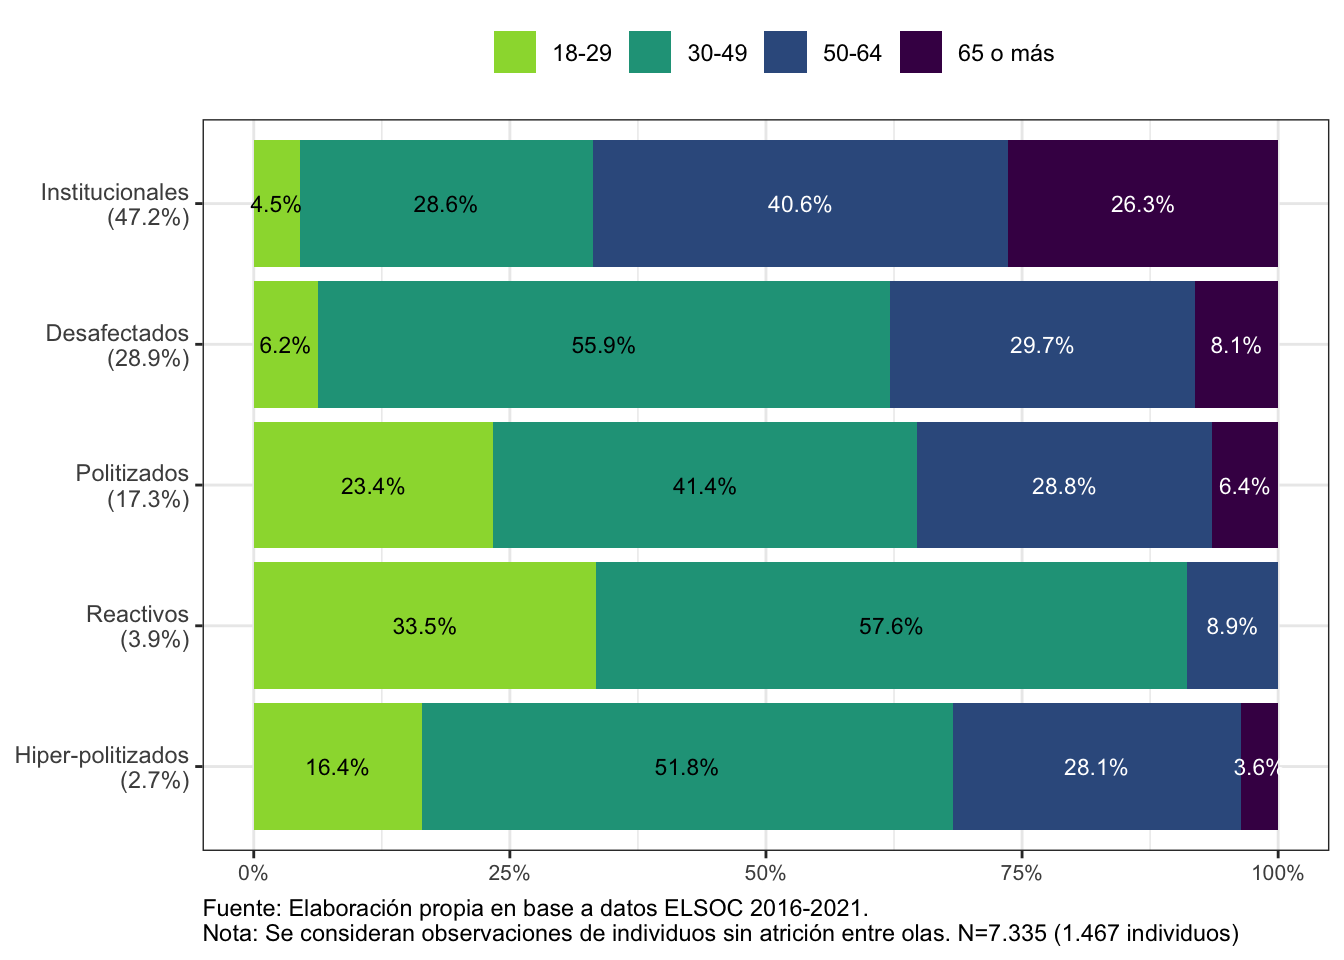 18-29 30-49 50-64 65 o más
Institucionales
(47.2%)
4.5% 28.6% 40.6% 26.3%
Desafectados
(28.9%)
6.2% 55.9% 29.7% 8.1%
Politizados
(17.3%)
23.4% 41.4% 28.8% 6.4%
Reactivos
(3.9%)
33.5% 57.6% 8.9%
Hiper-politizados
(2.7%)
16.4% 51.8% 28.1% 3.6%
0% 25% 50% 75% 100%
Fuente: Elaboración propia en base a datos ELSOC 2016-2021.
Nota: Se consideran observaciones de individuos sin atrición entre olas. N=7.335 (1.467 individuos)